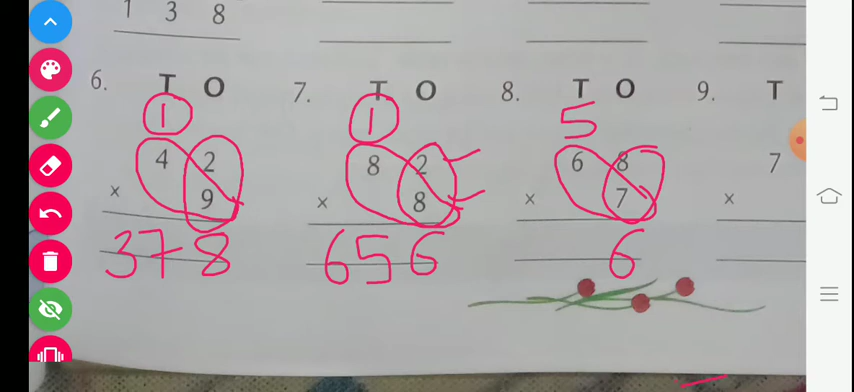 1 3 8
6. T O
1
4 2
× 9
378
7. T O
1
8 2
× 8
656
8. T O
5
6 8
× 7
6
9. T
7
×